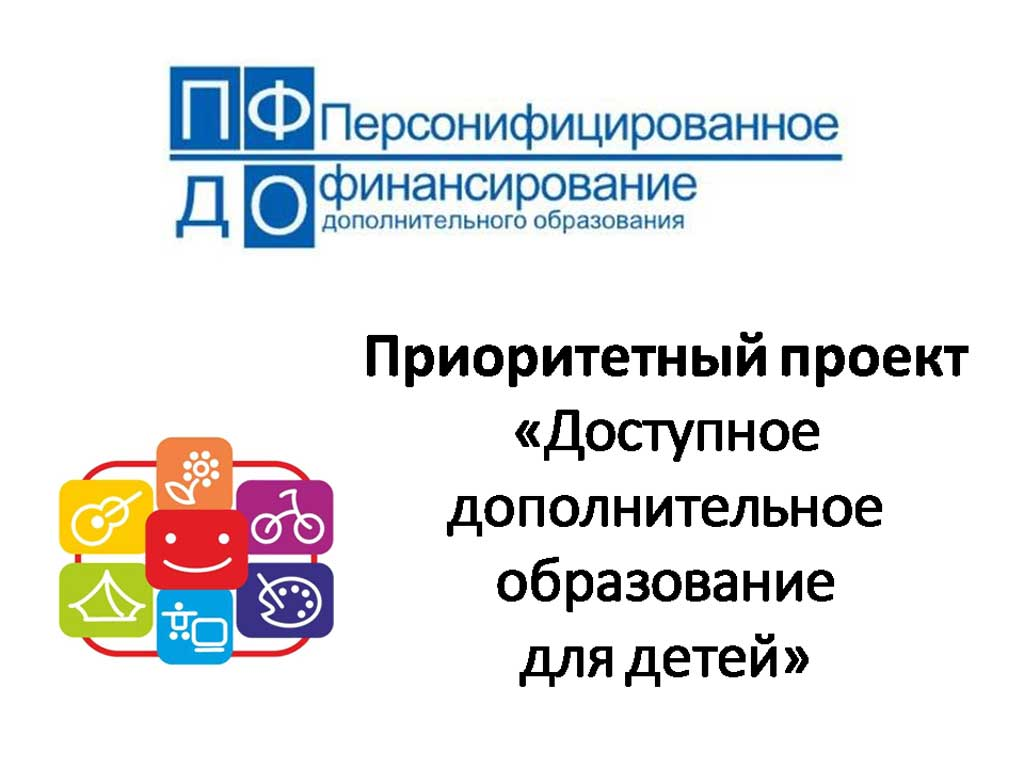 ПФ Персонифицированное
ДО финансирование
дополнительного образования
Приоритетный проект
«Доступное
дополнительное
образование
для детей»